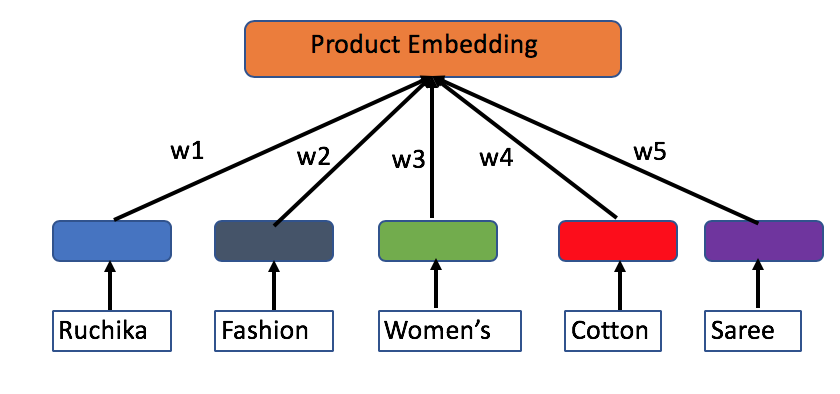 Product Embedding
w1
w2
w3
w4
w5
Ruchika
Fashion
Women’s
Cotton
Saree